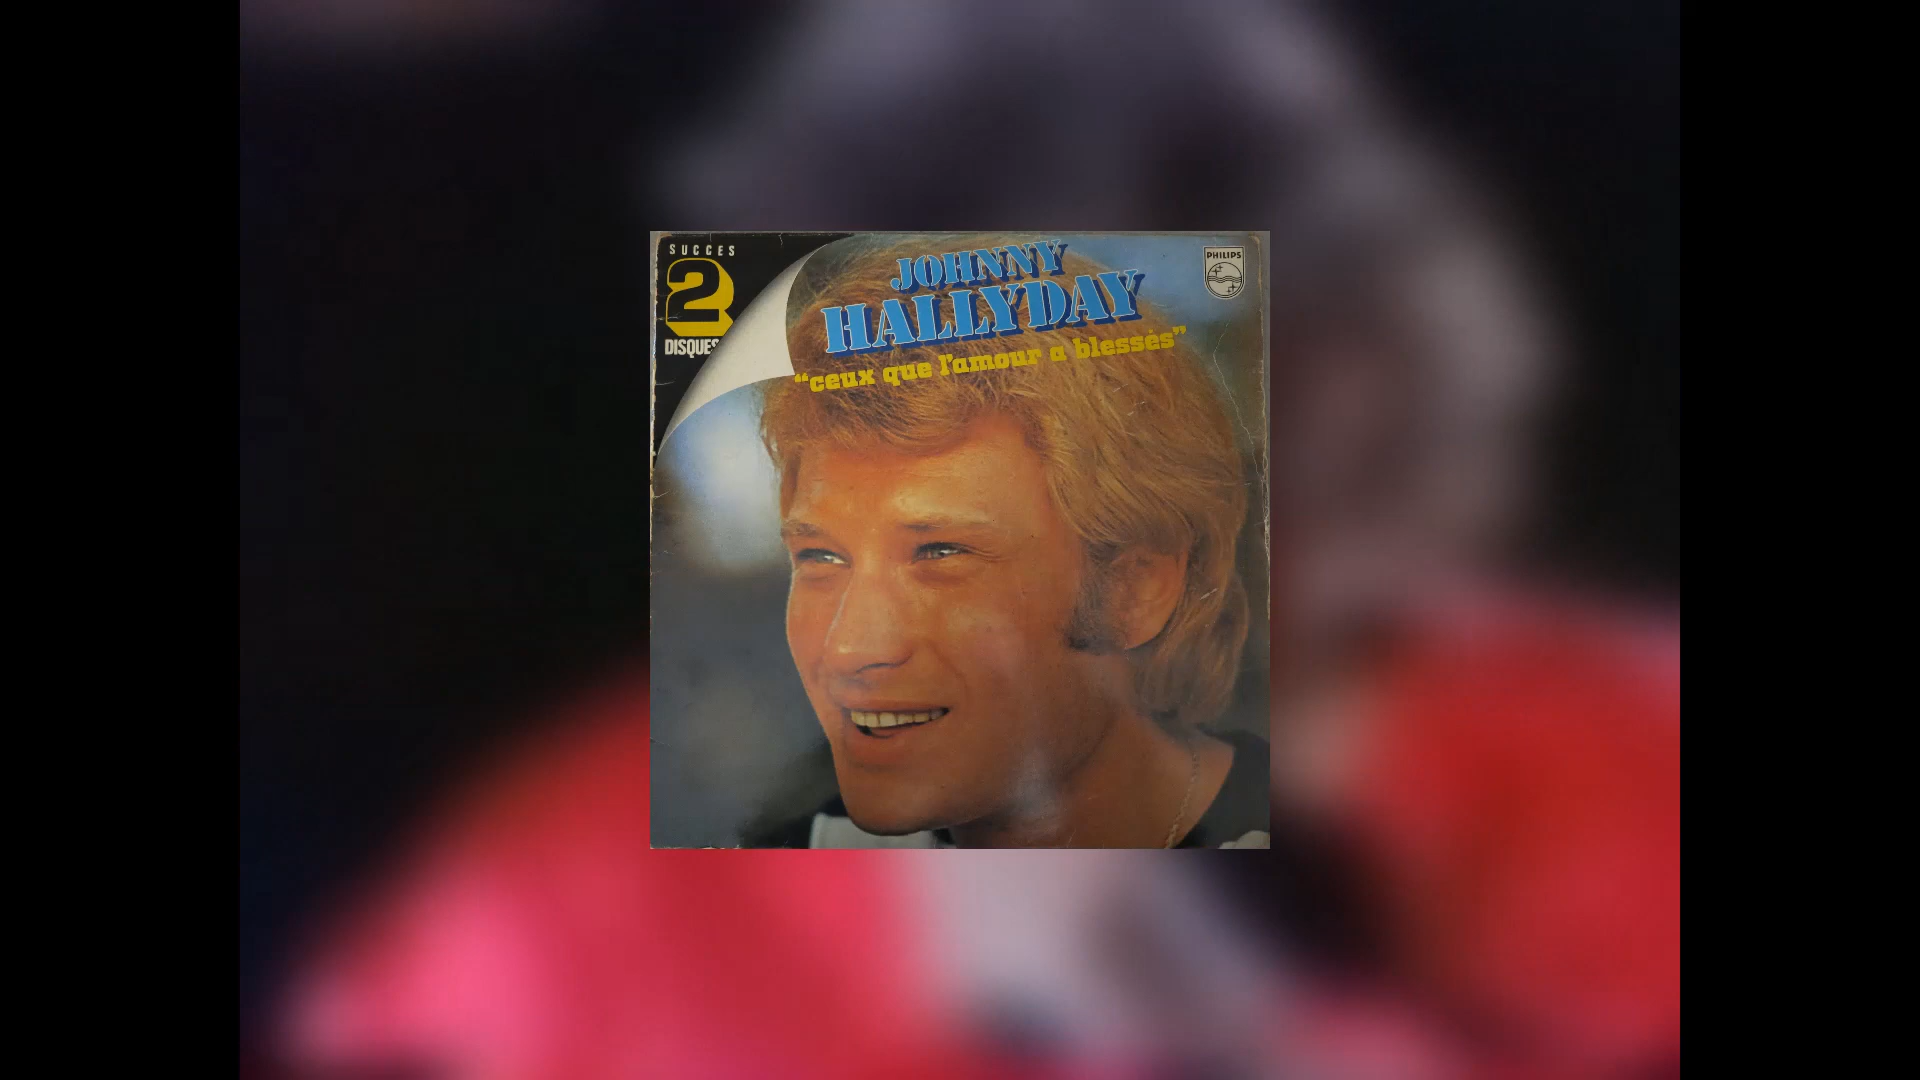 SUCCES
2
DISQUES
JOHNNY
HALLYDAY
"ceux que l'amour a blessés"
PHILIPS